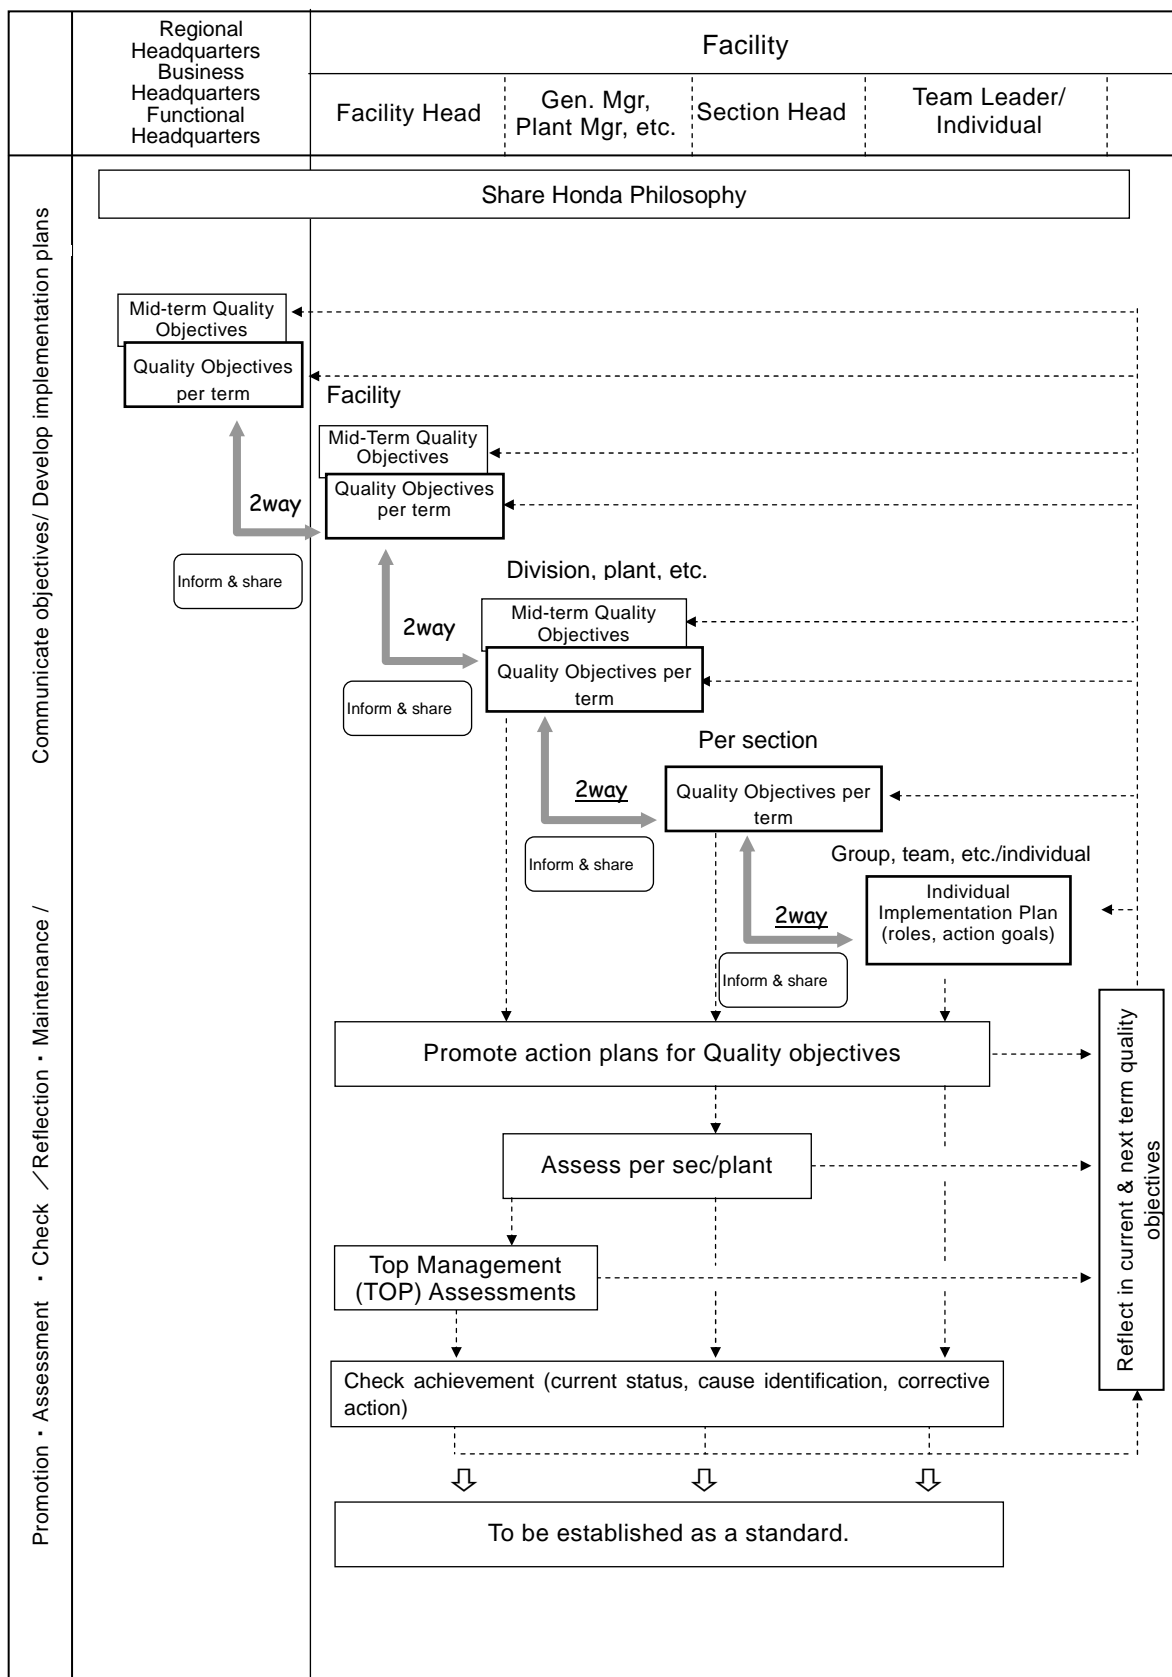 Regional
Headquarters
Business
Headquarters
Functional
Headquarters
Facility
Facility Head
Gen. Mgr,
Plant Mgr, etc.
Section Head
Team Leader/
Individual
Share Honda Philosophy
Communicate objectives/ Develop implementation plans
Mid-term Quality
Objectives
Quality Objectives
per term
Facility
Mid-Term Quality
Objectives
Quality Objectives
per term
2way
Inform & share
Division, plant, etc.
Mid-term Quality
Objectives
Quality Objectives per
term
2way
Inform & share
Per section
Quality Objectives per
term
2way
Inform & share
Group, team, etc./individual
Individual
Implementation Plan
(roles, action goals)
2way
Inform & share
Promotion・Assessment ・Check ／Reflection・Maintenance /
Promote action plans for Quality objectives
Assess per sec/plant
Top Management
(TOP) Assessments
Check achievement (current status, cause identification, corrective
action)
Reflect in current & next term quality
objectives
To be established as a standard.